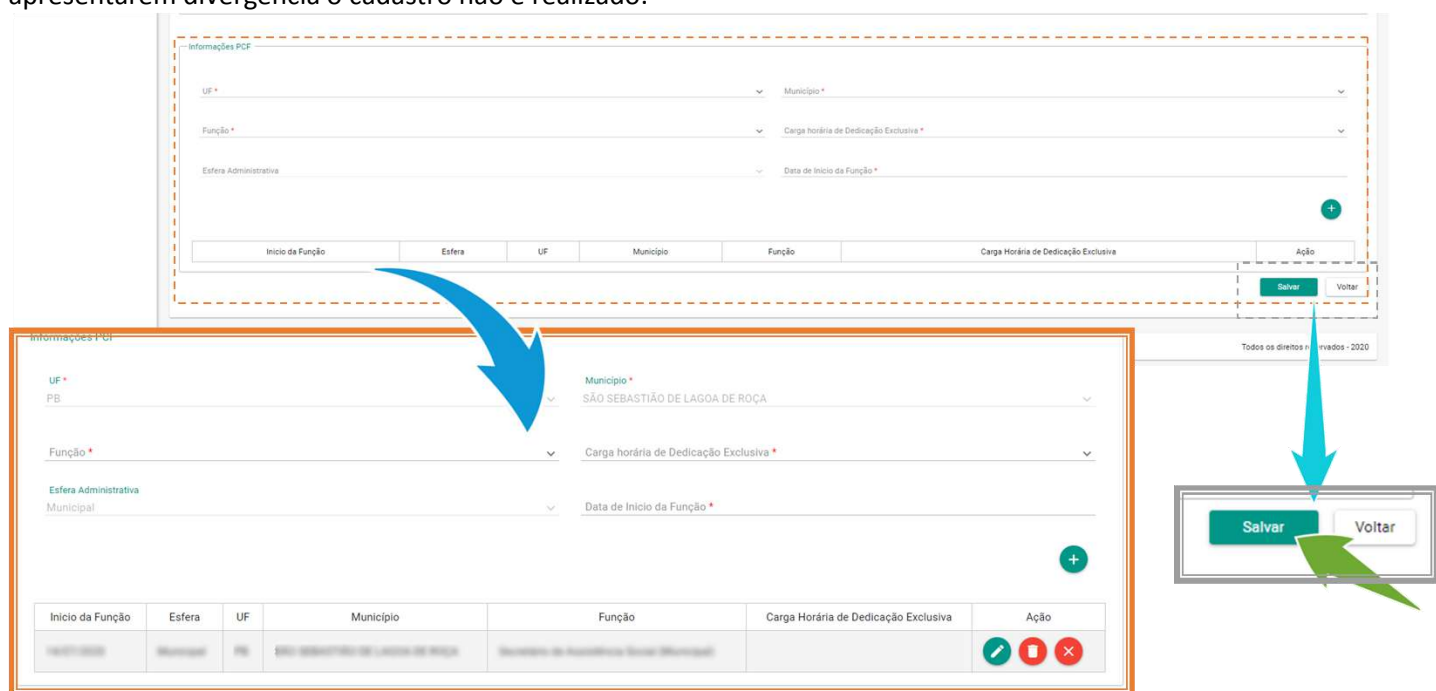 apresentarem divergência o cadastro não é realizado.
Informações PCF
UF * Município *
Função * Carga horária de Dedicação Exclusiva *
Esfera Administrativa Data de Inicio da Função *
+
Inicio da Função Esfera UF Município Função Carga Horária de Dedicação Exclusiva Ação
Salvar Voltar
Todos os direitos reservados - 2020
Informações PCF
UF * Município *
PB SÃO SEBASTIÃO DE LAGOA DE ROÇA
Função * Carga horária de Dedicação Exclusiva *
Esfera Administrativa
Municipal Data de Inicio da Função *
+
Salvar Voltar
Inicio da Função Esfera UF Município Função Carga Horária de Dedicação Exclusiva Ação